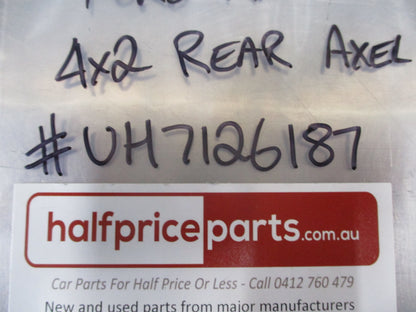 4x2 REAR AXEL
#UH7126187
halfpriceparts.com.au
Car Parts For Half Price Or Less - Call 0412 760 479
New and used parts from major manufacturers